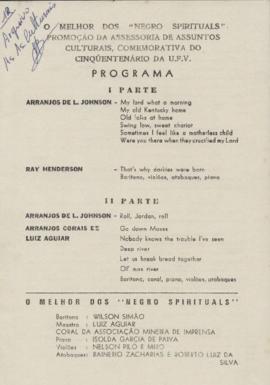 Arquivo
As. Culturais
O MELHOR DOS "NEGRO SPIRITUALS".
PROMOÇÃO DA ASSESSORIA DE ASSUNTOS
CULTURAIS, COMEMORATIVA DO
CINQÜENTENÁRIO DA U.F.V.
PROGRAMA
I PARTE
ARRANJOS DE L. JOHNSON - My lord what a morning
My old Kentucky home
Old folks at home
Swing low, sweet chariot
Sometimes I feel like a motherless child
Were you there when they crucified my Lord
RAY HENDERSON - That's why darkies were born
Barítono, violões, atabaques, piano
II PARTE
ARRANJOS DE L. JOHNSON - Roll, Jordan, roll
ARRANJOS CORAIS DE Go down Moses
LUIZ AGUIAR Nobody knows the trouble I've seen
Deep river
Let us break bread together
Ol' man river
Barítono, coral, piano, violões, atabaques
O MELHOR DOS "NEGRO SPIRITUALS"
Barítono: WILSON SIMÃO
Maestro: LUIZ AGUIAR
CORAL DA ASSOCIAÇÃO MINEIRA DE IMPRENSA
Piano: ISOLDA GARCIA DE PAIVA
Violões: NELSON PILÓ E
Atabaques: RAINERIO ZACHARIAS E ROBERTO LUIZ DA
SILVA